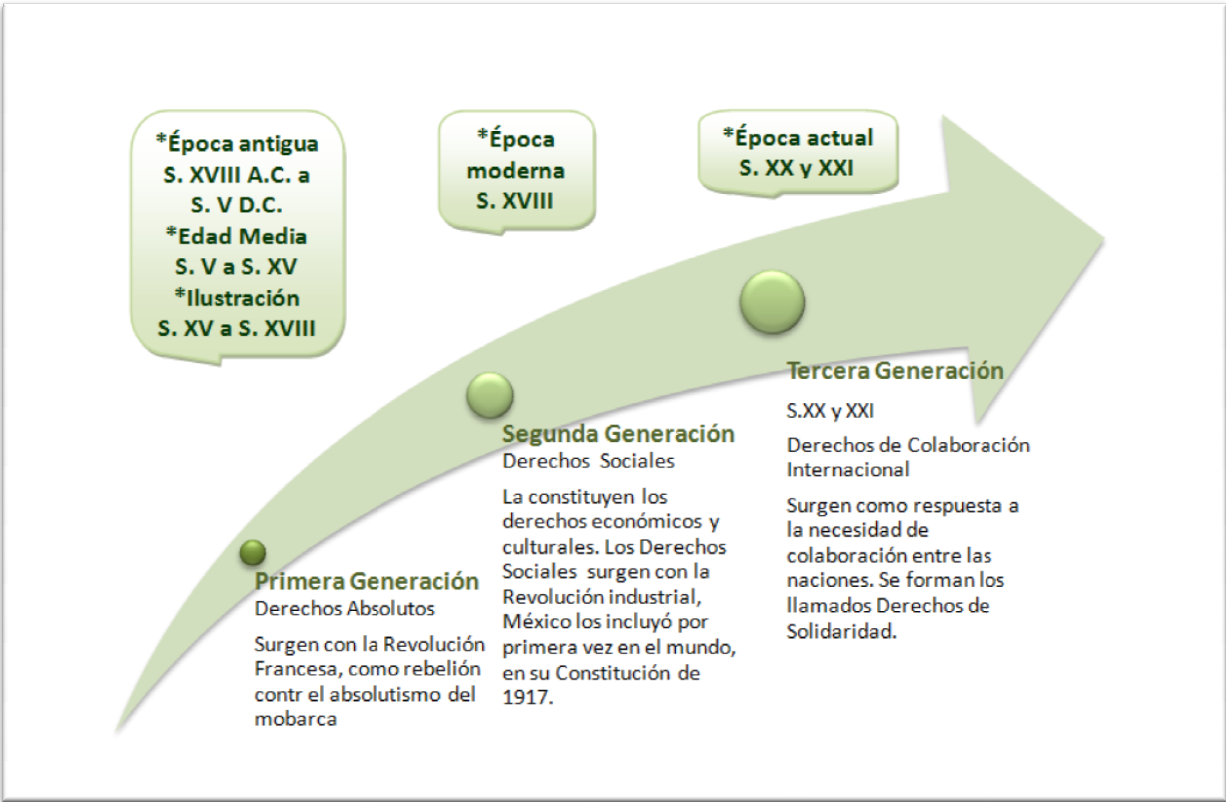 *Época antigua
S. XVIII A.C. a
S. V D.C.
*Edad Media
S. V a S. XV
*Ilustración
S. XV a S. XVIII
*Época
moderna
S. XVIII
*Época actual
S. XX y XXI
Primera Generación
Derechos Absolutos
Surgen con la Revolución
Francesa, como rebelión
contr el absolutismo del
mobarca
Segunda Generación
Derechos Sociales
La constituyen los
derechos económicos y
culturales. Los Derechos
Sociales surgen con la
Revolución industrial,
México los incluyó por
primera vez en el mundo,
en su Constitución de
1917.
Tercera Generación
S.XX y XXI
Derechos de Colaboración
Internacional
Surgen como respuesta a
la necesidad de
colaboración entre las
naciones. Se forman los
llamados Derechos de
Solidaridad.